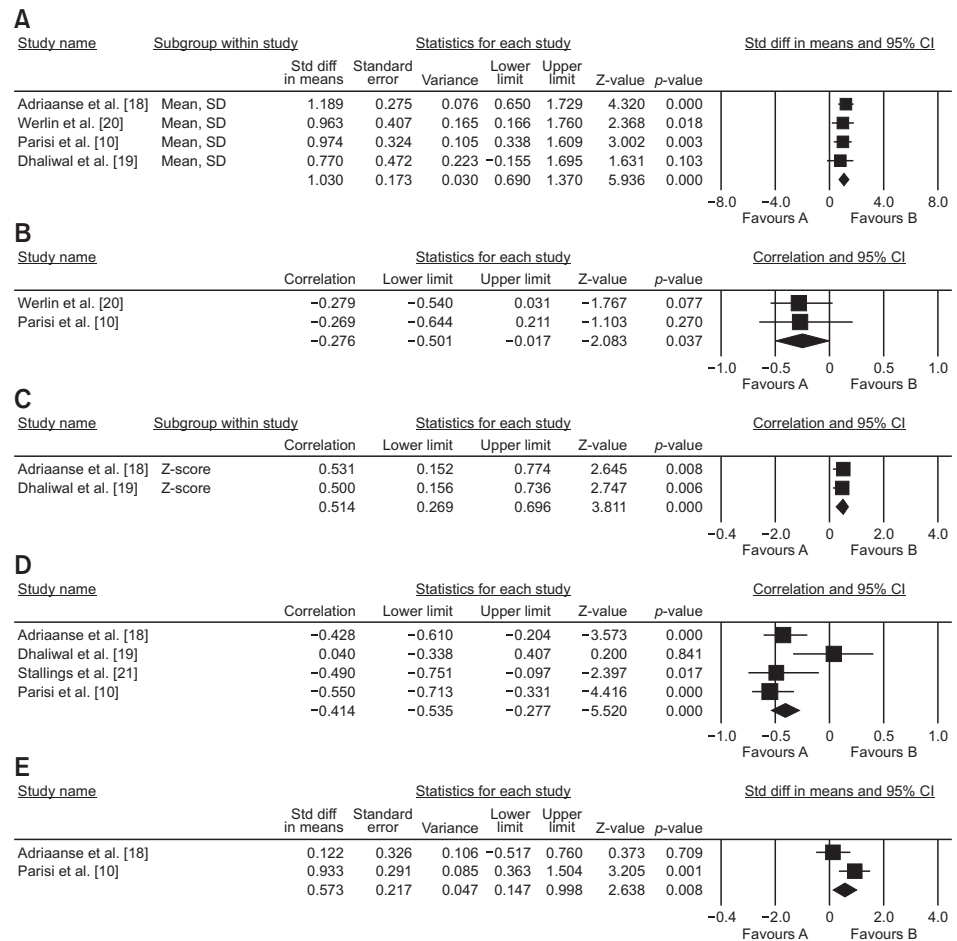 A
Study name Subgroup within study Statistics for each study Std diff in means and 95% CI
Std diff in means Standard error Variance Lower limit Upper limit Z-value p-value
Adriaanse et al. [18] Mean, SD 1.189 0.275 0.076 0.650 1.729 4.320 0.000
Werlin et al. [20] Mean, SD 0.963 0.407 0.165 0.166 1.760 2.368 0.018
Parisi et al. [10] Mean, SD 0.974 0.324 0.105 0.338 1.609 3.002 0.003
Dhaliwal et al. [19] Mean, SD 0.770 0.472 0.223 −0.155 1.695 1.631 0.103
1.030 0.173 0.030 0.690 1.370 5.936 0.000
−8.0 −4.0 0 4.0 8.0
Favours A Favours B
B
Study name Statistics for each study Correlation and 95% CI
Correlation Lower limit Upper limit Z-value p-value
Werlin et al. [20] −0.279 −0.540 0.031 −1.767 0.077
Parisi et al. [10] −0.269 −0.644 0.211 −1.103 0.270
−0.276 −0.501 −0.017 −2.083 0.037
−1.0 −0.5 0 0.5 1.0
Favours A Favours B
C
Study name Subgroup within study Statistics for each study Correlation and 95% CI
Correlation Lower limit Upper limit Z-value p-value
Adriaanse et al. [18] Z-score 0.531 0.152 0.774 2.645 0.008
Dhaliwal et al. [19] Z-score 0.500 0.156 0.736 2.747 0.006
0.514 0.269 0.696 3.811 0.000
−0.4 −2.0 0 2.0 4.0
Favours A Favours B
D
Study name Statistics for each study Correlation and 95% CI
Correlation Lower limit Upper limit Z-value p-value
Adriaanse et al. [18] −0.428 −0.610 −0.204 −3.573 0.000
Dhaliwal et al. [19] 0.040 −0.338 0.407 0.200 0.841
Stallings et al. [21] −0.490 −0.751 −0.097 −2.397 0.017
Parisi et al. [10] −0.550 −0.713 −0.331 −4.416 0.000
−0.414 −0.535 −0.277 −5.520 0.000
−1.0 −0.5 0 0.5 1.0
Favours A Favours B
E
Study name Statistics for each study Std diff in means and 95% CI
Std diff in means Standard error Variance Lower limit Upper limit Z-value p-value
Adriaanse et al. [18] 0.122 0.326 0.106 −0.517 0.760 0.373 0.709
Parisi et al. [10] 0.933 0.291 0.085 0.363 1.504 3.205 0.001
0.573 0.217 0.047 0.147 0.998 2.638 0.008
−0.4 −2.0 0 2.0 4.0
Favours A Favours B